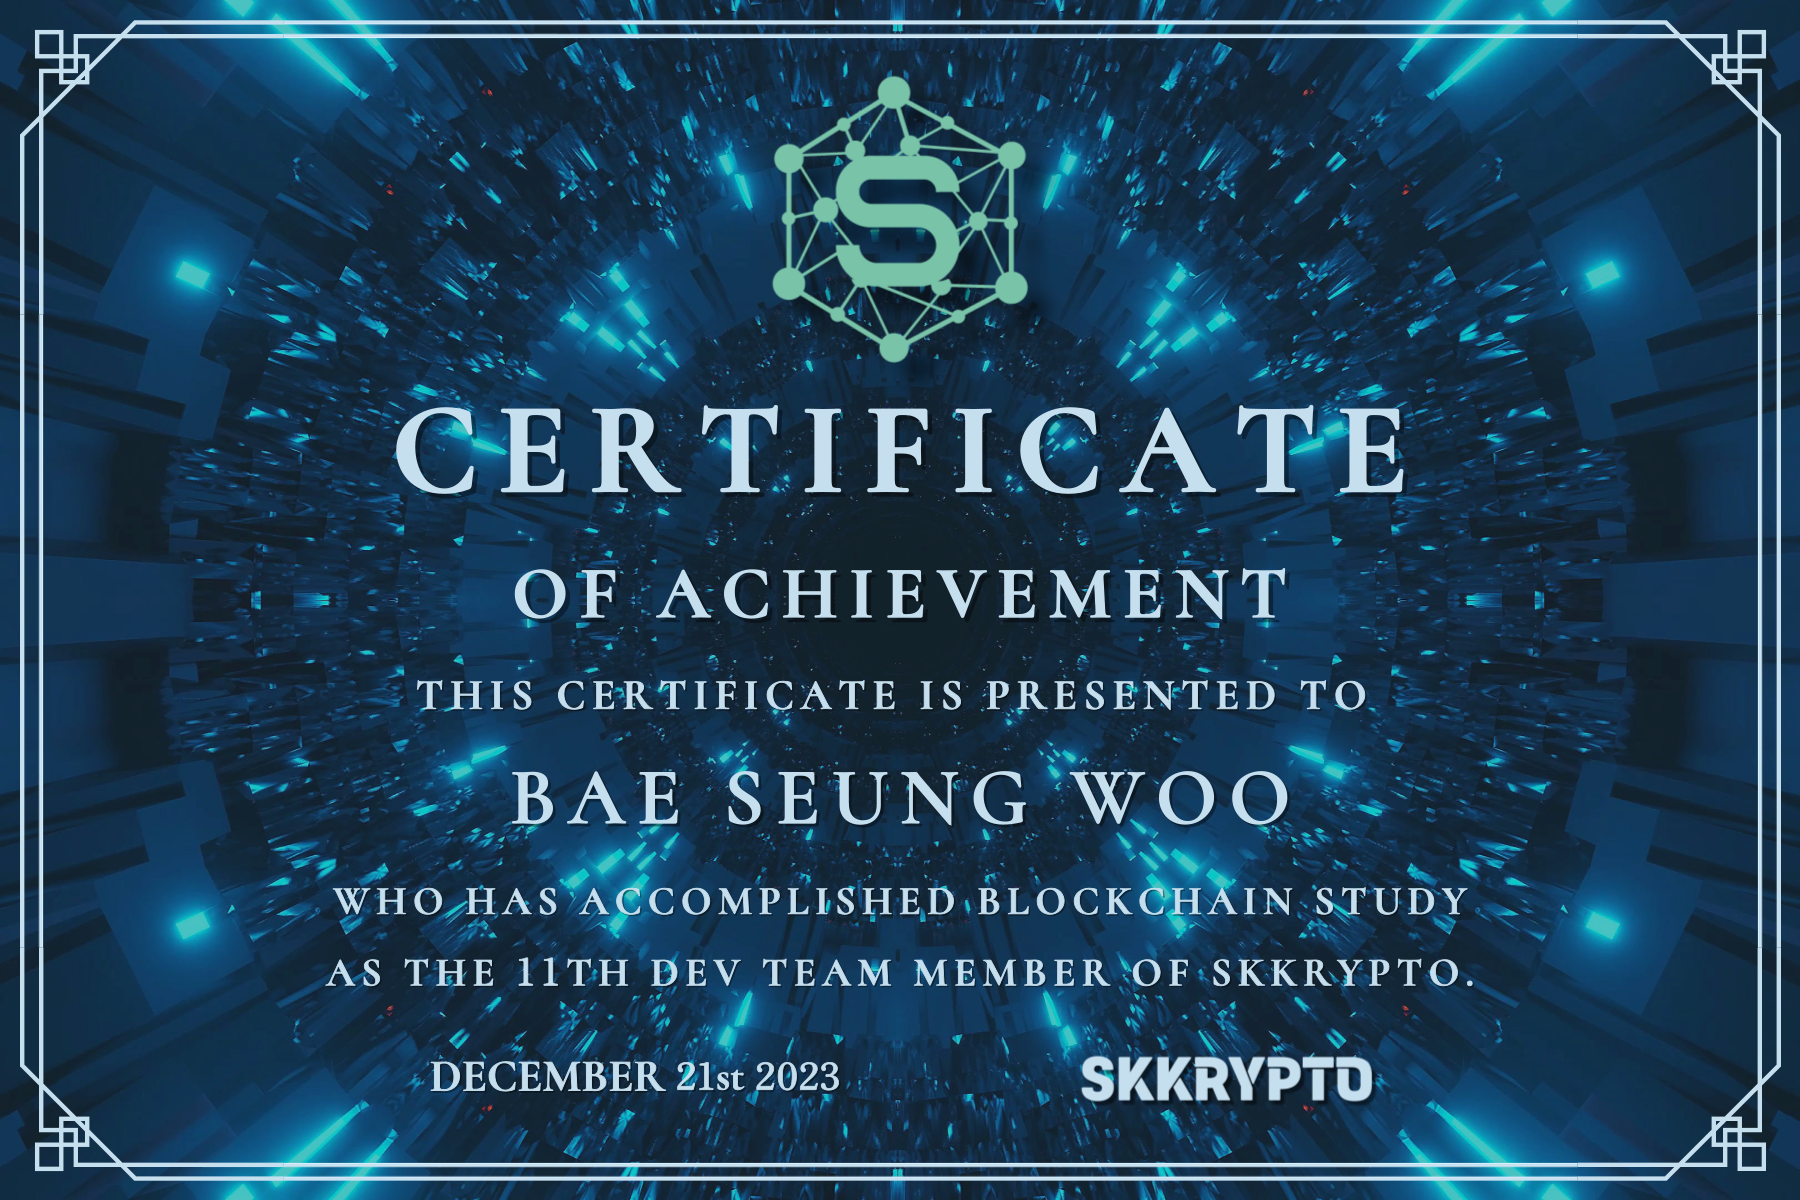 S
CERTIFICATE
OF ACHIEVEMENT
THIS CERTIFICATE IS PRESENTED TO
BAE SEUNG WOO
WHO HAS ACCOMPLISHED BLOCKCHAIN STUDY
AS THE 11TH DEV TEAM MEMBER OF SKKRYPTO.
DECEMBER 21st 2023
SKKRYPTO